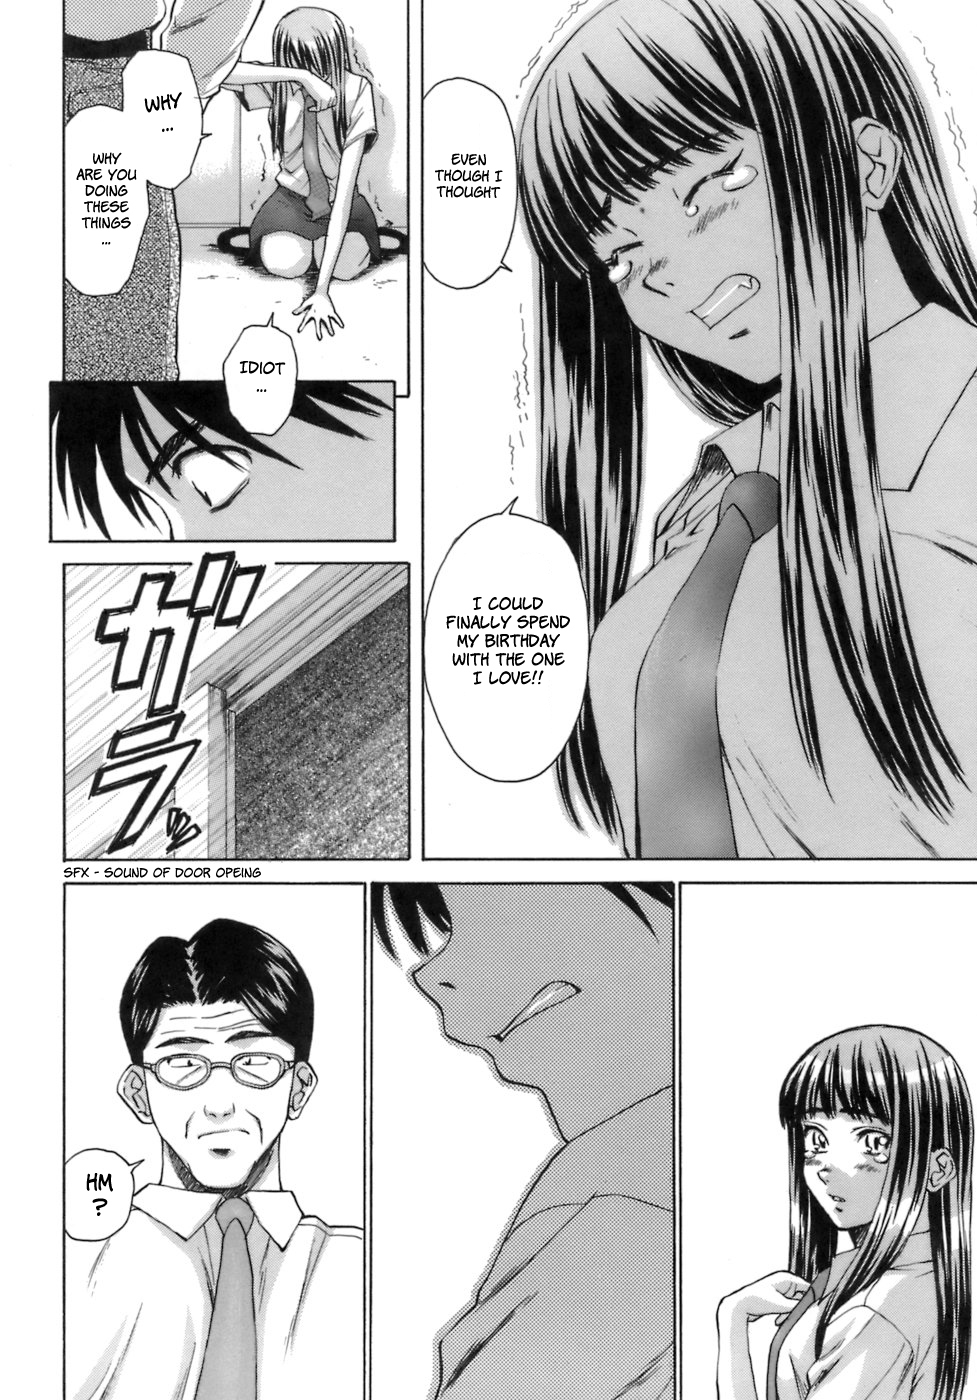 EVEN
THOUGH I
THOUGHT
I COULD
FINALLY SPEND
MY BIRTHDAY
WITH THE ONE
I LOVE!!
WHY
...
WHY
ARE YOU
DOING
THESE
THINGS
...
IDIOT
...
ガラッ
SFX - SOUND OF DOOR OPEING
HM
?